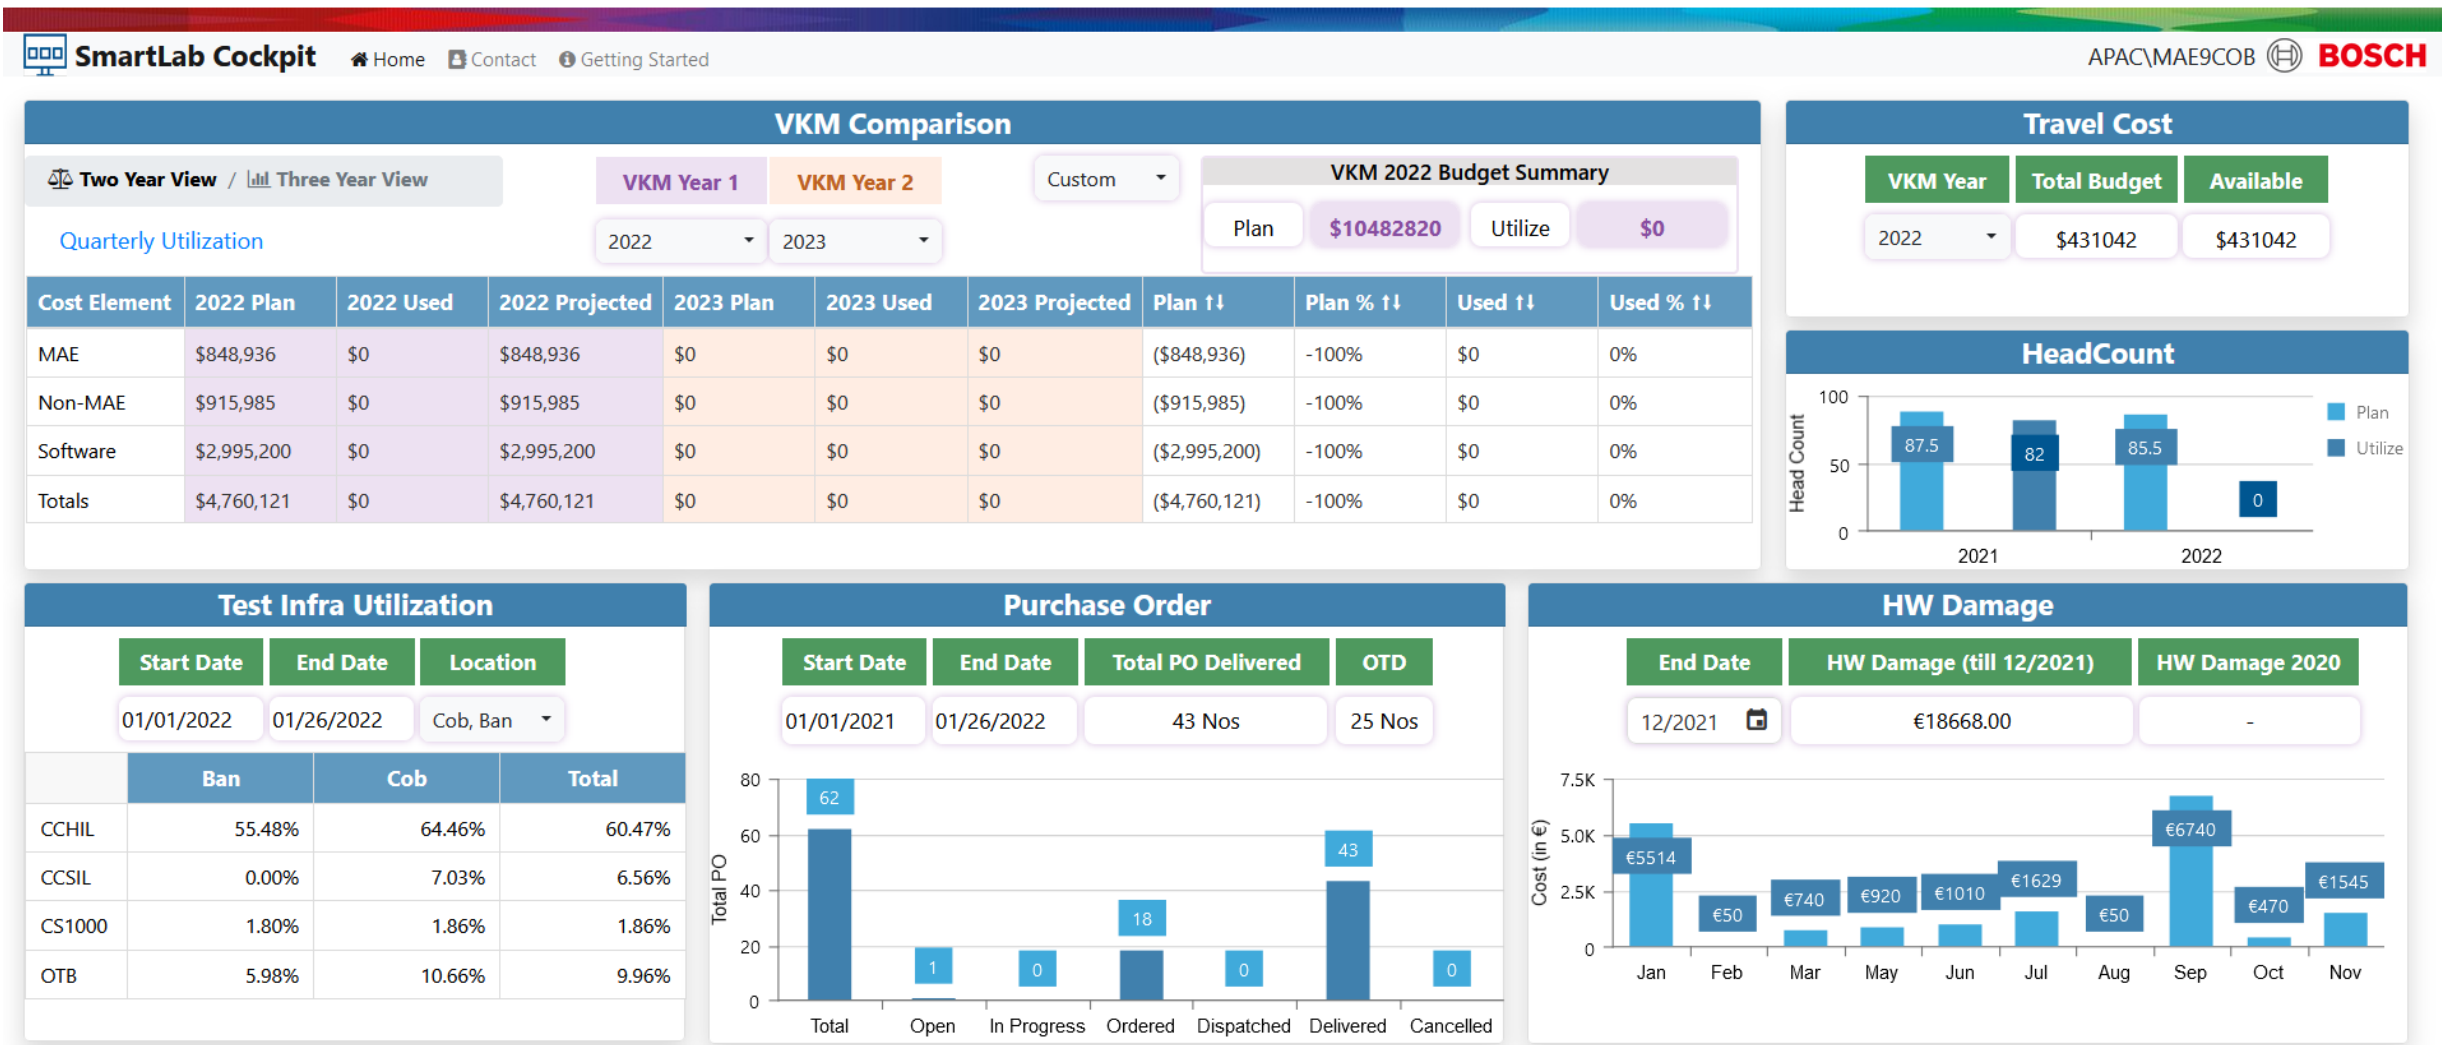 SmartLab Cockpit Home Contact Getting Started APAC\MAE9COB BOSCH
VKM Comparison
Two Year View / Three Year View
VKM Year 1 VKM Year 2
Custom
VKM 2022 Budget Summary
Plan $10482820 Utilize $0
Quarterly Utilization
2022 2023
Cost Element 2022 Plan 2022 Used 2022 Projected 2023 Plan 2023 Used 2023 Projected Plan ↑↓ Plan % ↑↓ Used ↑↓ Used % ↑↓
MAE $848,936 $0 $848,936 $0 $0 $0 ($848,936) -100% $0 0%
Non-MAE $915,985 $0 $915,985 $0 $0 $0 ($915,985) -100% $0 0%
Software $2,995,200 $0 $2,995,200 $0 $0 $0 ($2,995,200) -100% $0 0%
Totals $4,760,121 $0 $4,760,121 $0 $0 $0 ($4,760,121) -100% $0 0%
Travel Cost
VKM Year Total Budget Available
2022 $431042 $431042
HeadCount
Head Count
100
50
0
87.5 82 85.5 0
2021 2022
Plan
Utilize
Test Infra Utilization
Start Date End Date Location
01/01/2022 01/26/2022 Cob, Ban
Ban Cob Total
CCHIL 55.48% 64.46% 60.47%
CCSIL 0.00% 7.03% 6.56%
CS1000 1.80% 1.86% 1.86%
OTB 5.98% 10.66% 9.96%
Purchase Order
Start Date End Date Total PO Delivered OTD
01/01/2021 01/26/2022 43 Nos 25 Nos
Total PO
80
60
40
20
0
62 1 0 18 0 43 0
Total Open In Progress Ordered Dispatched Delivered Cancelled
HW Damage
End Date HW Damage (till 12/2021) HW Damage 2020
12/2021 €18668.00 -
Cost (in €)
7.5K
5.0K
2.5K
0
€5514 €50 €740 €920 €1010 €1629 €50 €6740 €470 €1545
Jan Feb Mar May Jun Jul Aug Sep Oct Nov